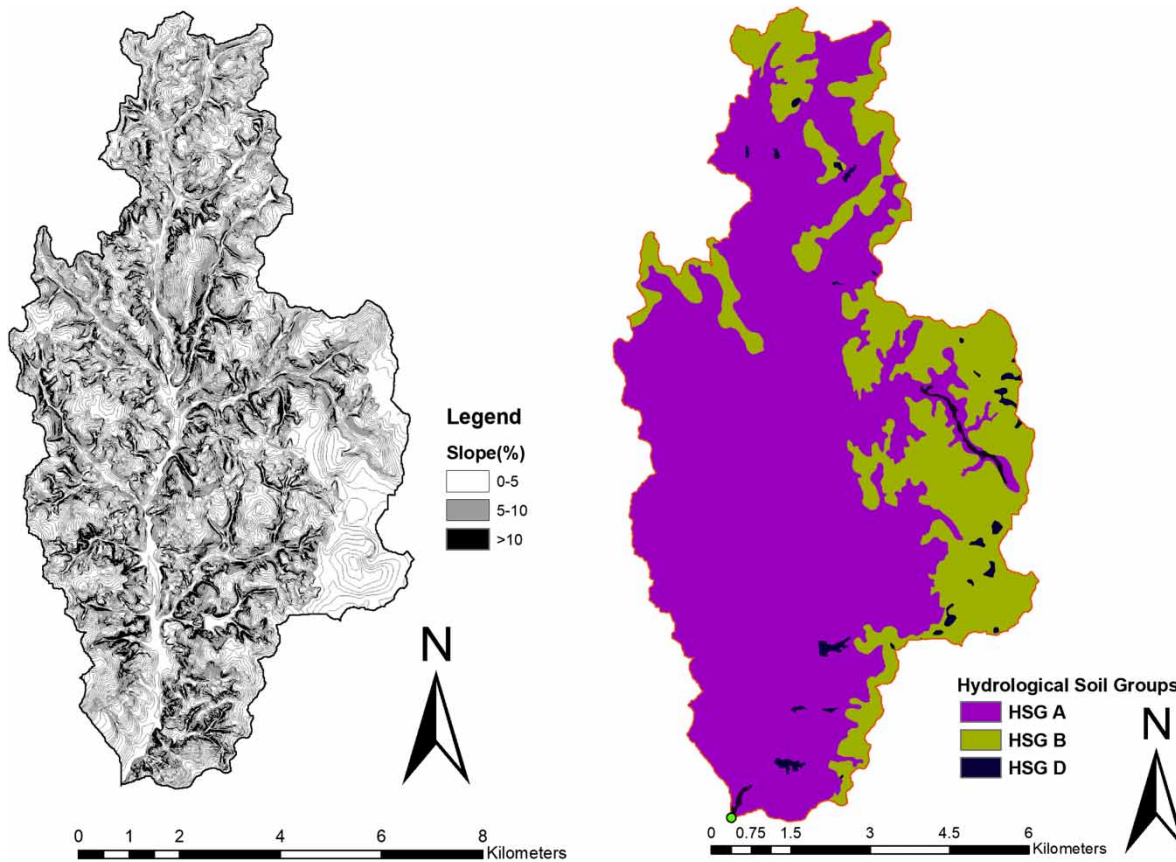 Legend
Slope(%)
0-5
5-10
>10
N
0 1 2 4 6 8
Kilometers
Hydrological Soil Groups
HSG A
HSG B
HSG D
N
0 0.75 1.5 3 4.5 6
Kilometers